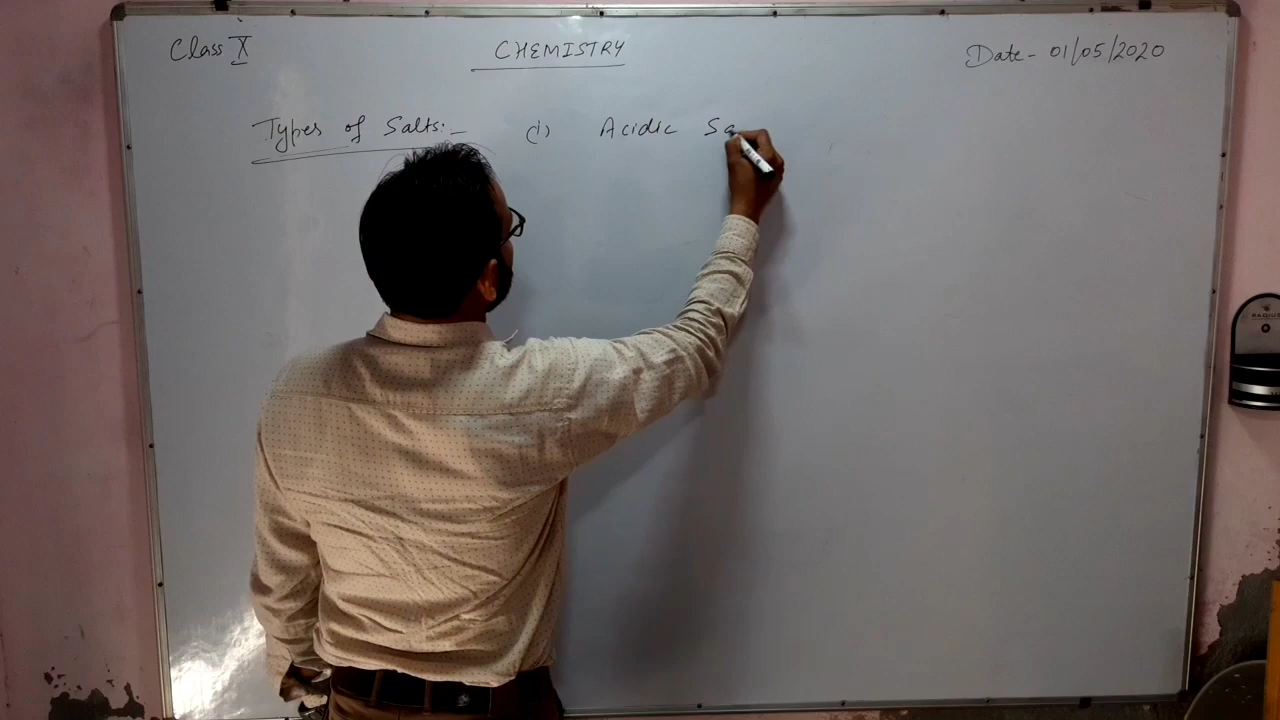 Class X CHEMISTRY Date- 01/05/2020
Types of Salts:- (i) Acidic Sa